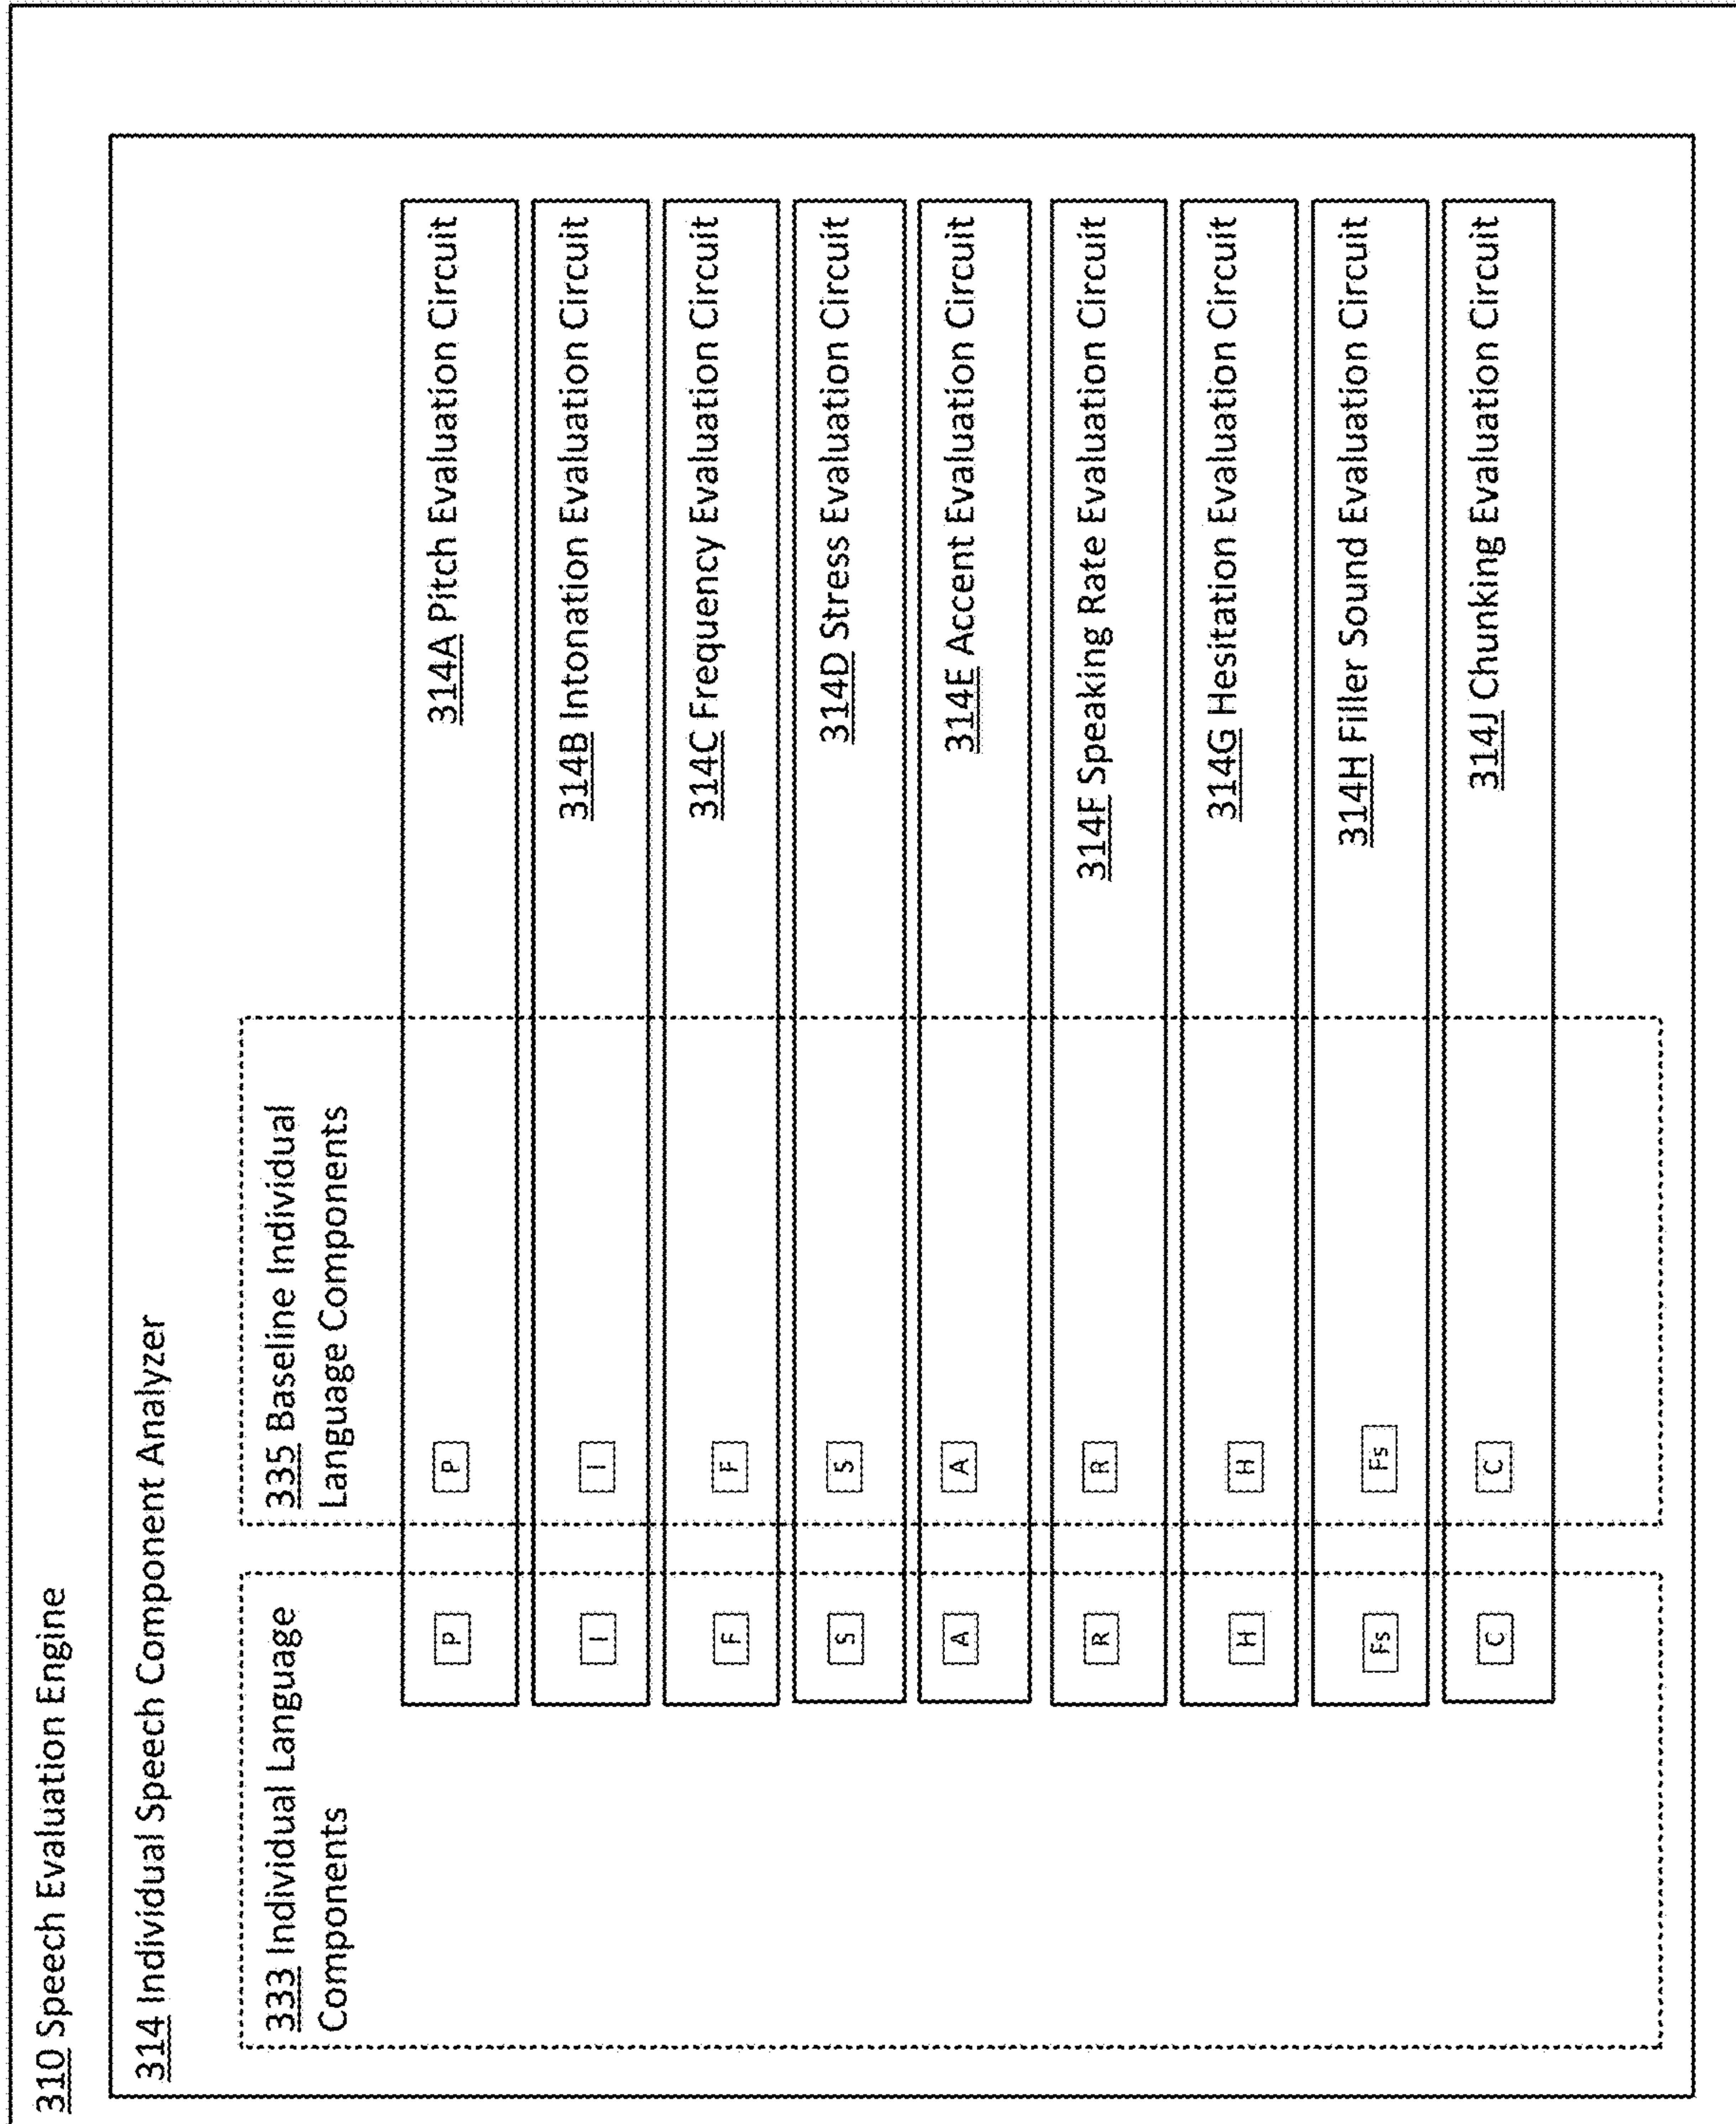 310 Speech Evaluation Engine
314 Individual Speech Component Analyzer
333 Individual Language
Components
335 Baseline Individual
Language Components
P P 314A Pitch Evaluation Circuit
I I 314B Intonation Evaluation Circuit
F F 314C Frequency Evaluation Circuit
S S 314D Stress Evaluation Circuit
A A 314E Accent Evaluation Circuit
R R 314F Speaking Rate Evaluation Circuit
H H 314G Hesitation Evaluation Circuit
Fs Fs 314H Filler Sound Evaluation Circuit
C C 314J Chunking Evaluation Circuit